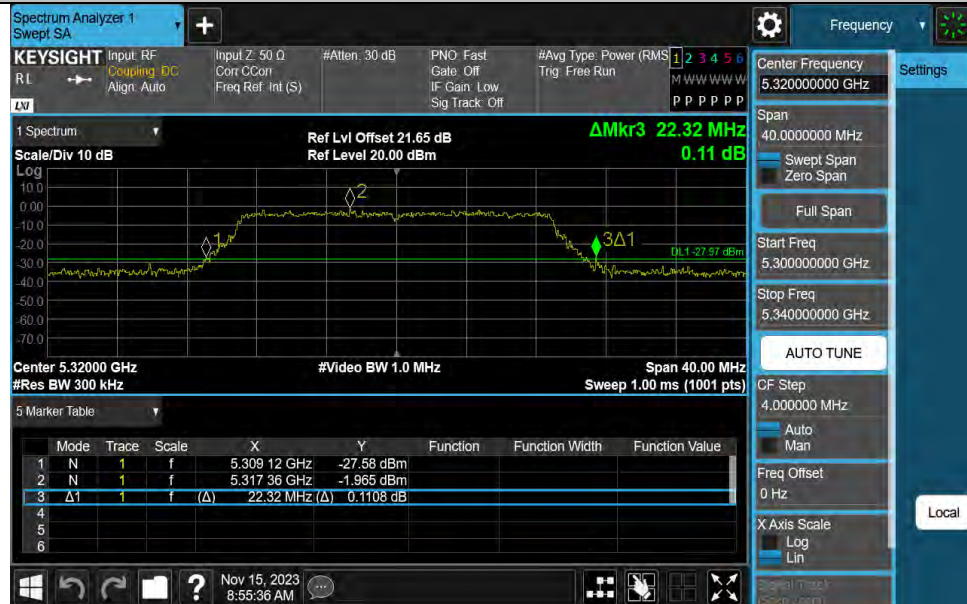 Spectrum Analyzer 1
Swept SA
+
Frequency
KEYSIGHT
RL
LXI
Input: RF
Coupling: DC
Align: Auto
Input Z: 50 Ω
Corr CCorr
Freq Ref: Int (S)
#Atten: 30 dB
PNO: Fast
Gate: Off
IF Gain: Low
Sig Track: Off
#Avg Type: Power (RMS
Trig: Free Run
1 2 3 4 5 6
M W W W W W
P P P P P P
1 Spectrum
Scale/Div 10 dB
Ref Lvl Offset 21.65 dB
Ref Level 20.00 dBm
ΔMkr3 22.32 MHz
0.11 dB
Log
10.0
0.00
-10.0
-20.0
-30.0
-40.0
-50.0
-60.0
-70.0
1
2
3Δ1
DL1 -27.97 dBm
Center 5.32000 GHz
#Res BW 300 kHz
#Video BW 1.0 MHz
Span 40.00 MHz
Sweep 1.00 ms (1001 pts)
5 Marker Table
Mode Trace Scale X Y Function Function Width Function Value
1 N 1 f 5.309 12 GHz -27.58 dBm
2 N 1 f 5.317 36 GHz -1.965 dBm
3 Δ1 1 f (Δ) 22.32 MHz (Δ) 0.1108 dB
4
5
6
?
Nov 15, 2023
8:55:36 AM
Center Frequency
5.320000000 GHz
Span
40.0000000 MHz
Swept Span
Zero Span
Full Span
Start Freq
5.300000000 GHz
Stop Freq
5.340000000 GHz
AUTO TUNE
CF Step
4.000000 MHz
Auto
Man
Freq Offset
0 Hz
X Axis Scale
Log
Lin
Signal Track
Settings
Local